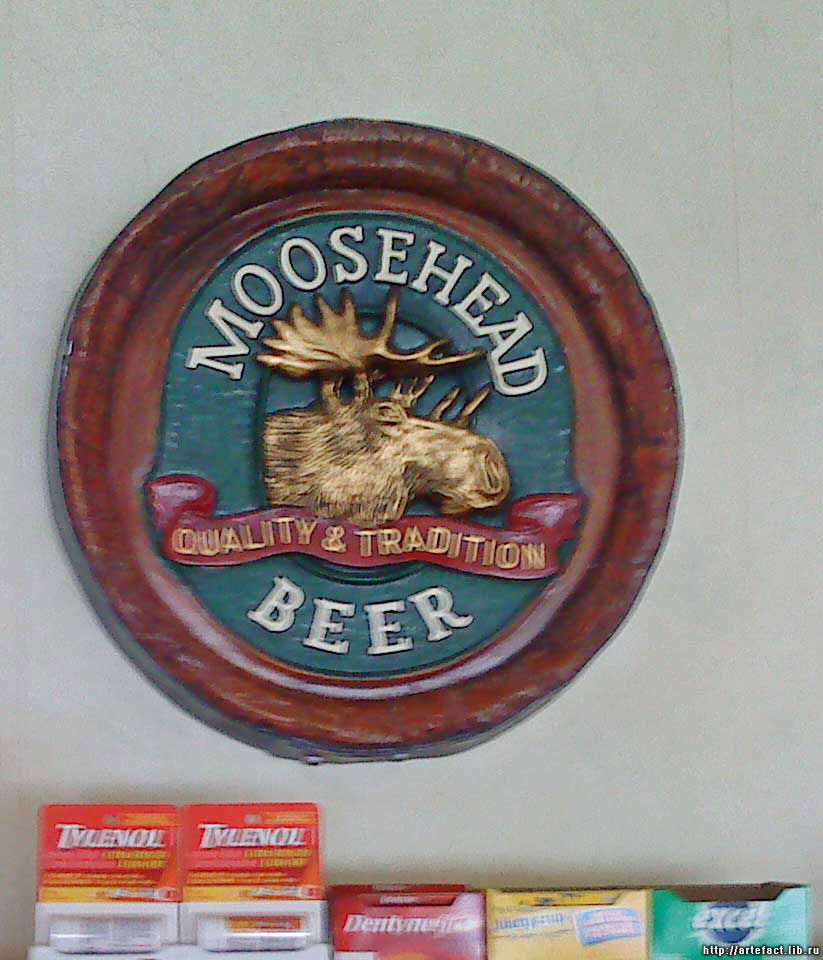 MOOSEHEAD
QUALITY & TRADITION
BEER
TYLENOL TYLENOL
Dentyne
EXCEL
http://artefact.lib.ru